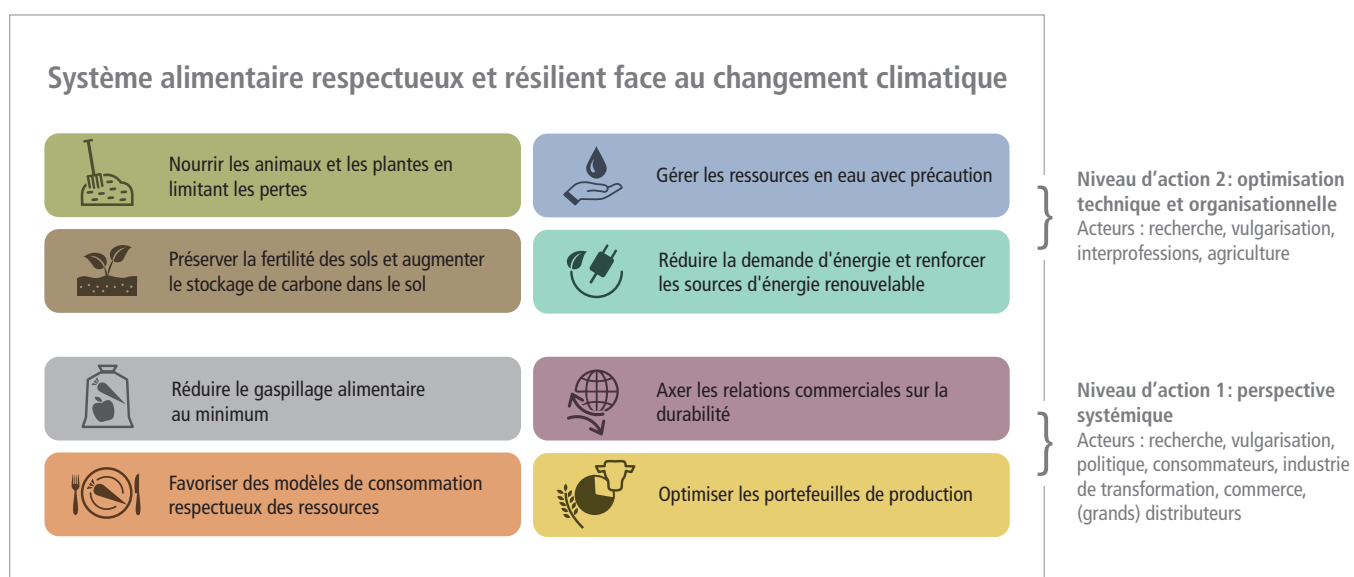 Système alimentaire respectueux et résilient face au changement climatique
Nourrir les animaux et les plantes en
limitant les pertes
Gérer les ressources en eau avec précaution
Préserver la fertilité des sols et augmenter
le stockage de carbone dans le sol
Réduire la demande d'énergie et renforcer
les sources d'énergie renouvelable
Niveau d’action 2: optimisation
technique et organisationnelle
Acteurs : recherche, vulgarisation,
interprofessions, agriculture
Réduire le gaspillage alimentaire
au minimum
Axer les relations commerciales sur la
durabilité
Favoriser des modèles de consommation
respectueux des ressources
Optimiser les portefeuilles de production
Niveau d’action 1: perspective
systémique
Acteurs : recherche, vulgarisation,
politique, consommateurs, industrie
de transformation, commerce,
(grands) distributeurs